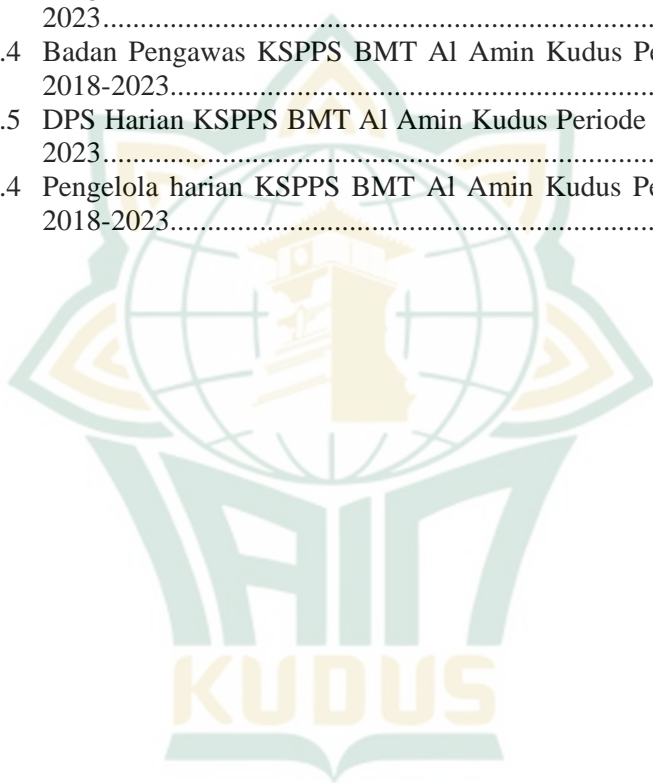 2023
.4 Badan Pengawas KSPPS BMT Al Amin Kudus Pe
2018-2023
.5 DPS Harian KSPPS BMT Al Amin Kudus Periode
2023
.4 Pengelola harian KSPPS BMT Al Amin Kudus Pe
2018-2023
IAIN
KUDUS